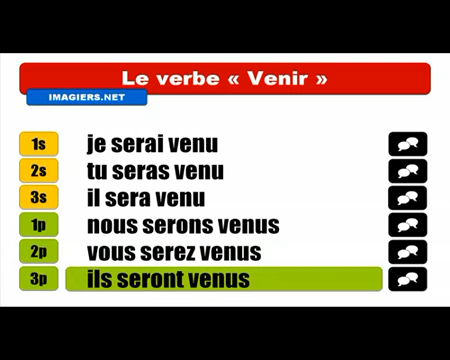 Le verbe « Venir »
IMAGIERS.NET
1s je serai venu
2s tu seras venu
3s il sera venu
1p nous serons venus
2p vous serez venus
3p ils seront venus